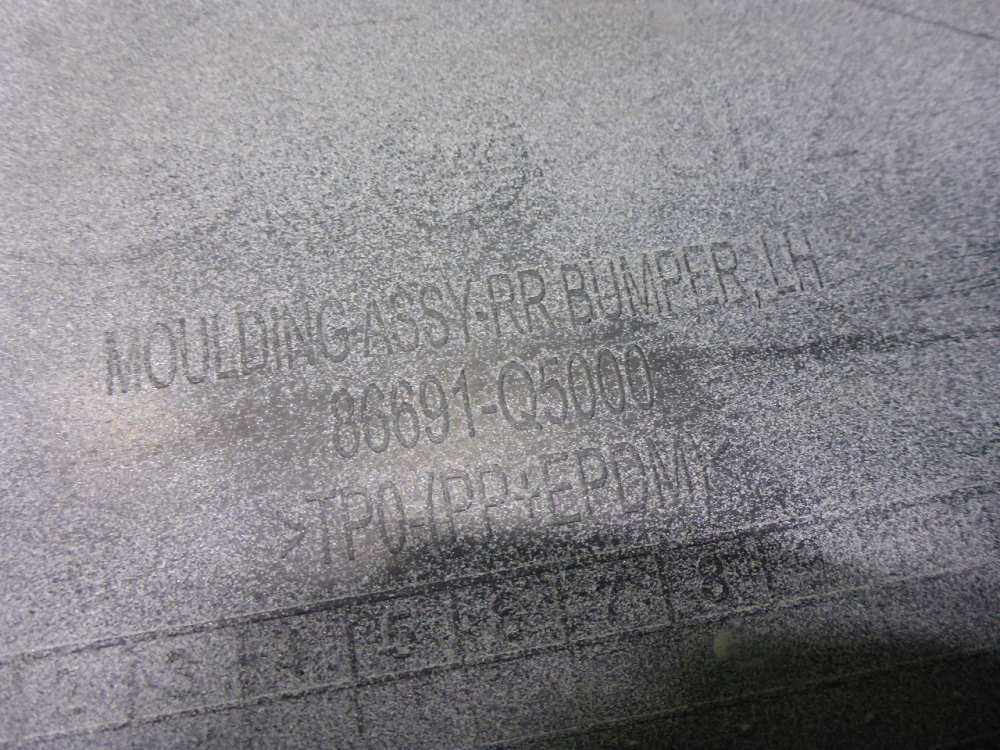 MOULDING ASSY-RR BUMPER, LH
86691-Q5000
>TPO-(PP+EPDM)<
3 4 5 6 7 8